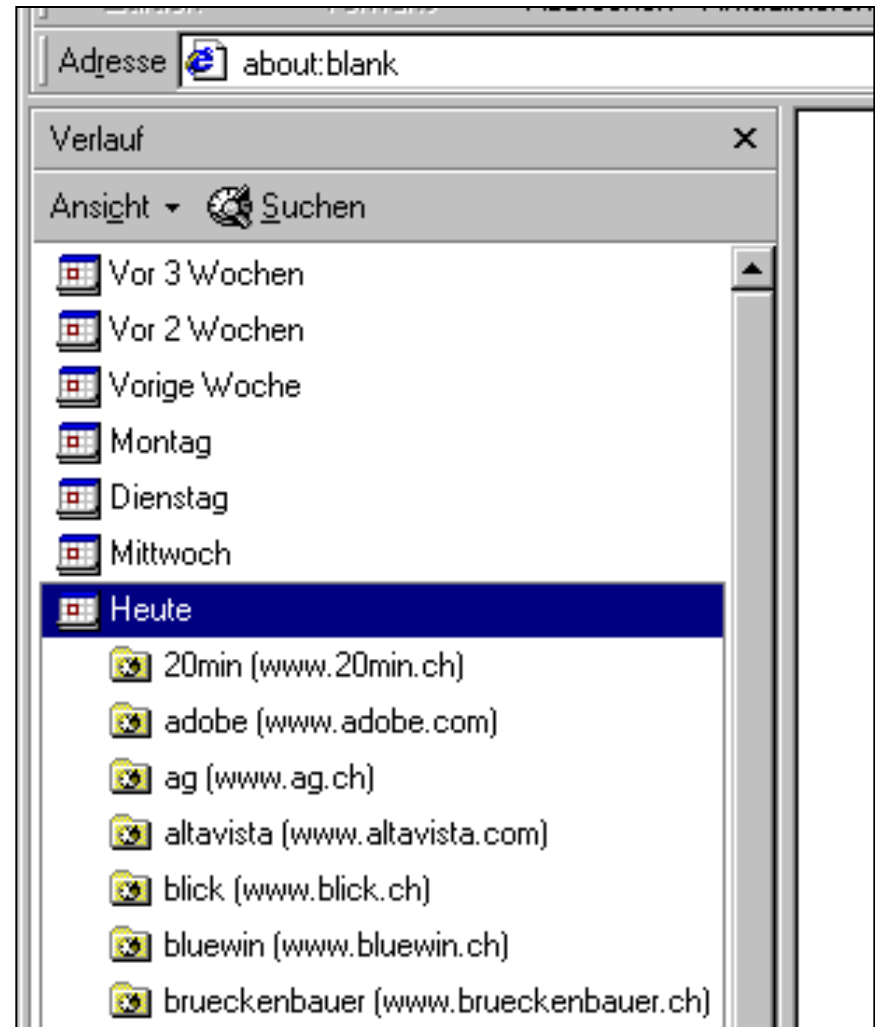 Adresse about:blank
Verlauf
Ansicht Suchen
Vor 3 Wochen
Vor 2 Wochen
Vorige Woche
Montag
Dienstag
Mittwoch
Heute
20min (www.20min.ch)
adobe (www.adobe.com)
ag (www.ag.ch)
altavista (www.altavista.com)
blick (www.blick.ch)
bluewin (www.bluewin.ch)
brueckenbauer (www.brueckenbauer.ch)